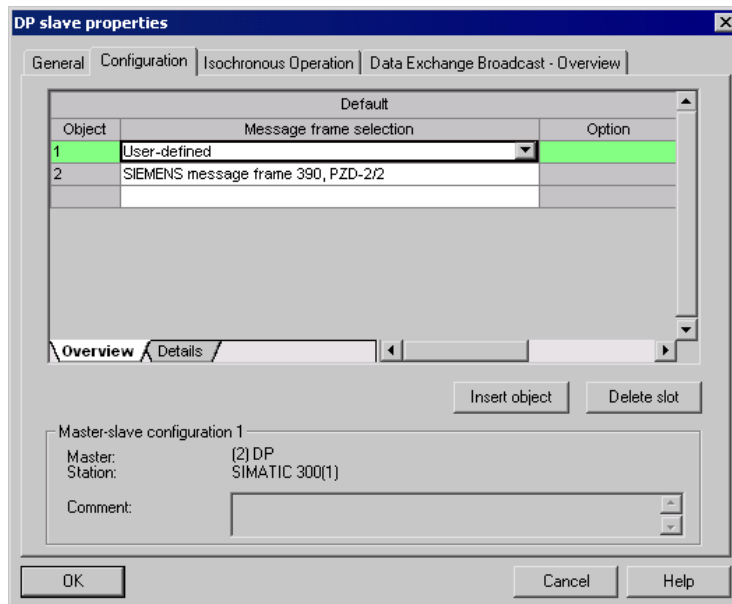 DP slave properties
General Configuration Isochronous Operation Data Exchange Broadcast - Overview
Default
Object Message frame selection Option
1 User-defined
2 SIEMENS message frame 390, PZD-2/2
Overview Details
Insert object Delete slot
Master-slave configuration 1
Master: (2) DP
Station: SIMATIC 300(1)
Comment:
OK Cancel Help